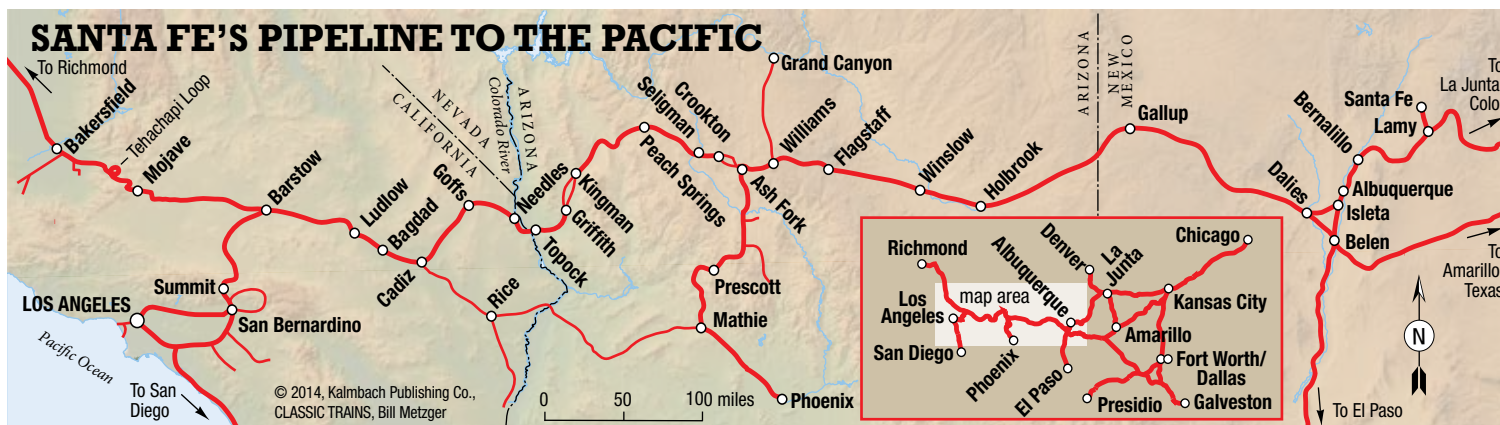 SANTA FE'S PIPELINE TO THE PACIFIC
To Richmond
Bakersfield
Tehachapi Loop
Mojave
Barstow
Ludlow
Bagdad
Cadiz
Goffs
NEVADA
CALIFORNIA
Colorado River
ARIZONA
Needles
Topock
Kingman
Griffith
Peach Springs
Seligman
Crookton
Ash Fork
Grand Canyon
Williams
Flagstaff
Winslow
Holbrook
ARIZONA
NEW
MEXICO
Gallup
Dalies
Bernalillo
Santa Fe
Lamy
To
La Junta
Colo
Albuquerque
Isleta
Belen
To
Amarillo
Texas
To El Paso
N
Summit
LOS ANGELES
San Bernardino
Pacific Ocean
To San
Diego
Rice
Prescott
Mathie
Phoenix
© 2014, Kalmbach Publishing Co.,
CLASSIC TRAINS, Bill Metzger
0 50 100 miles
Richmond
Los
Angeles
San Diego
map area
Phoenix
Albuquerque
El Paso
Denver
La
Junta
Chicago
Kansas City
Amarillo
Fort Worth/
Dallas
Presidio
Galveston